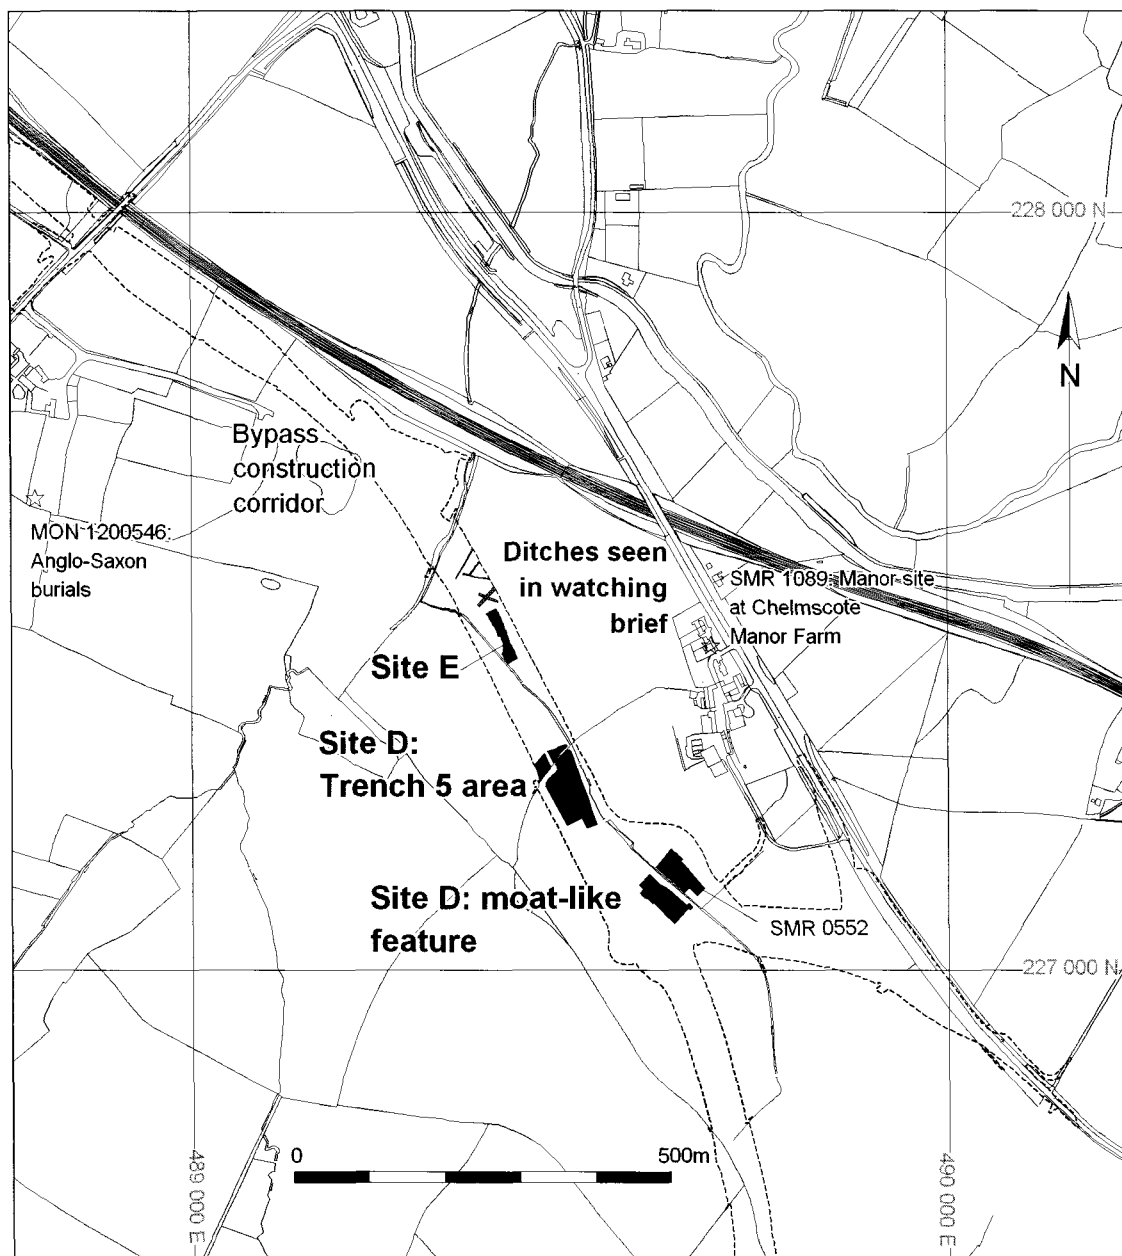 228 000 N
N
Bypass
construction
corridor
MON 1200546:
Anglo-Saxon
burials
Ditches seen
in watching
brief
SMR 1089: Manor site
at Chelmscote
Manor Farm
Site E
Site D:
Trench 5 area
Site D: moat-like
feature
SMR 0552
227 000 N
0
500m
489 000 E
490 000 E